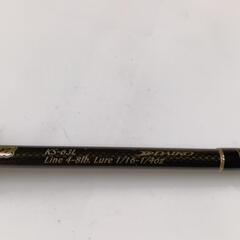 KS-63L
Line 4-8lb. Lure 1/16-1/4oz
DAIKO